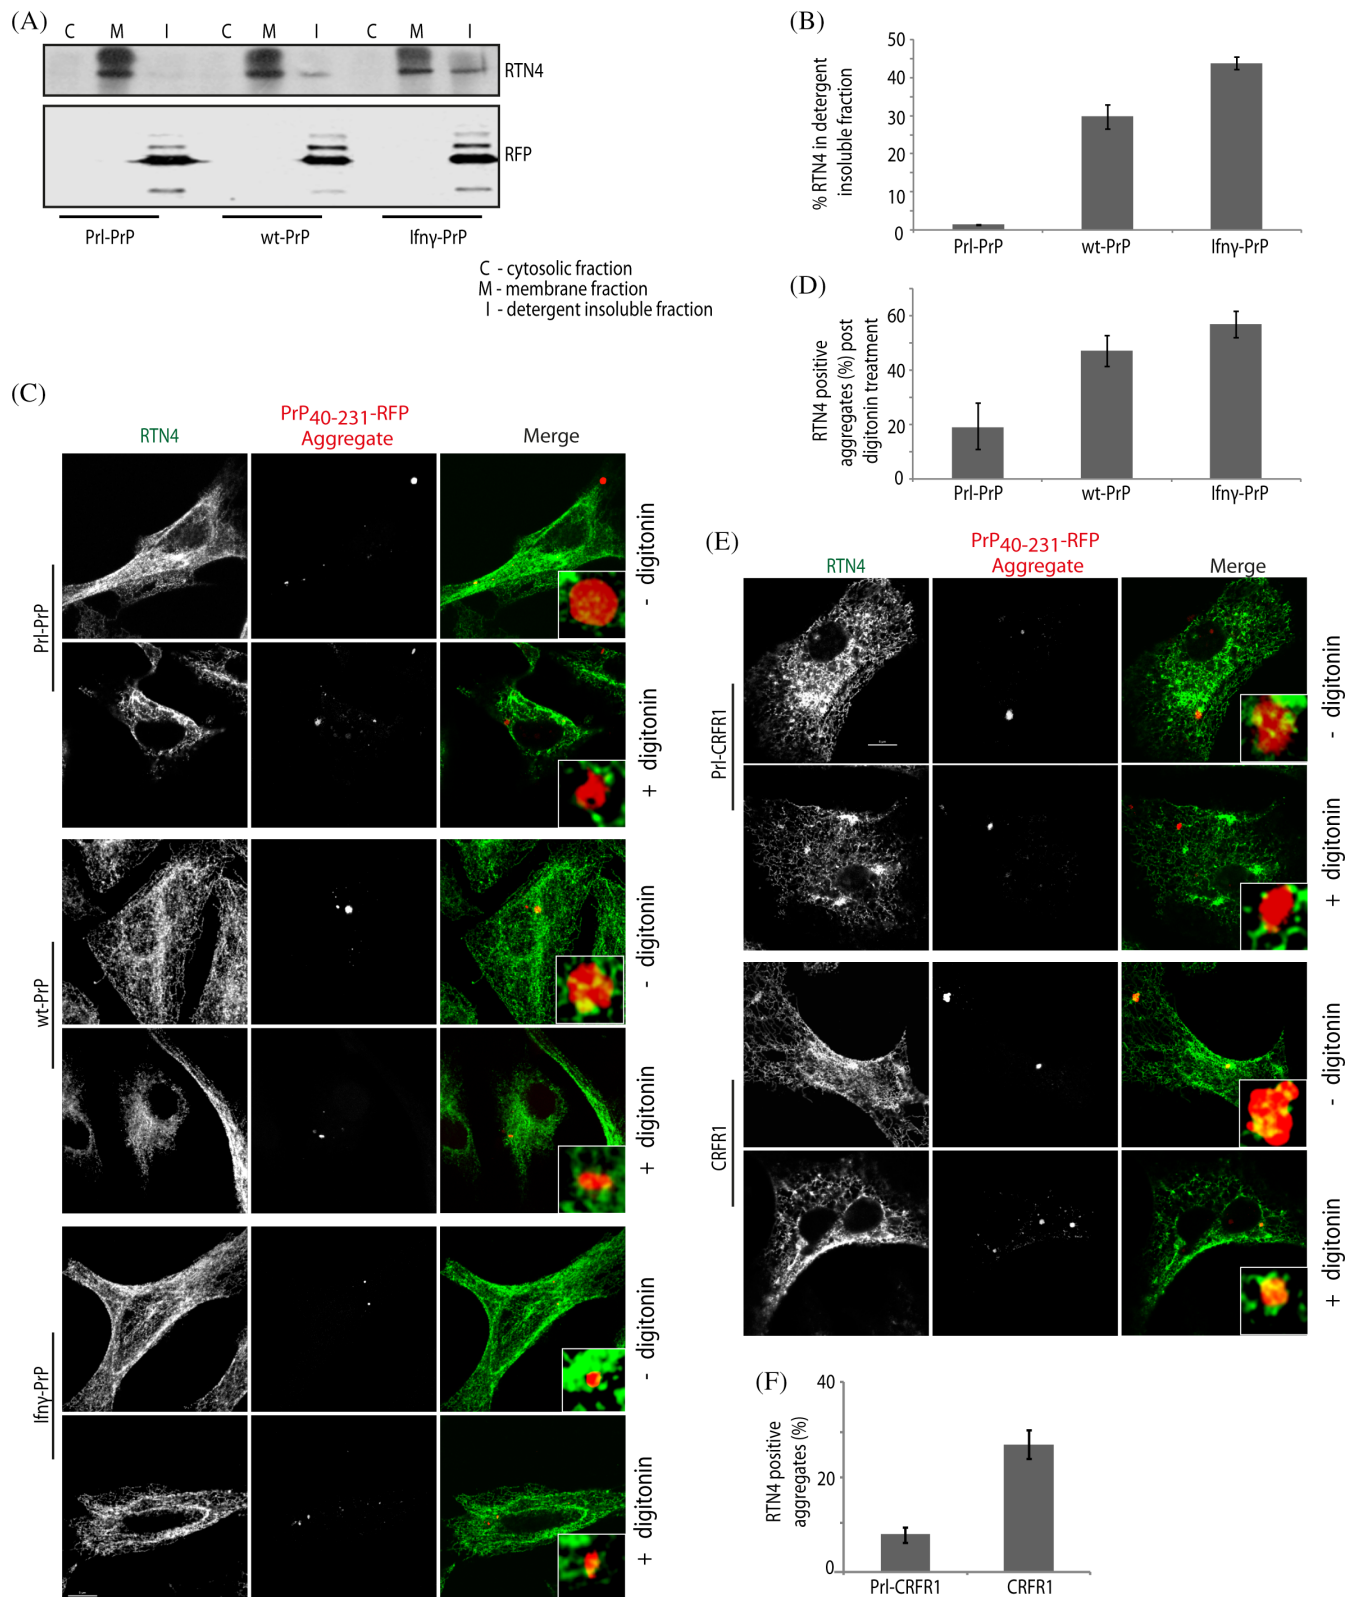 (A)
C M I C M I C M I
RTN4
RFP
Prl-PrP wt-PrP Ifnγ-PrP
C - cytosolic fraction
M - membrane fraction
I - detergent insoluble fraction
(B)
% RTN4 in detergent
insoluble fraction
50
40
30
20
10
0
Prl-PrP wt-PrP Ifnγ-PrP
(D)
RTN4 positive
aggregates (%) post
digitonin treatment
60
40
20
0
Prl-PrP wt-PrP Ifnγ-PrP
(C)
RTN4
PrP40-231-RFP
Aggregate
Merge
Prl-PrP
- digitonin
+ digitonin
wt-PrP
- digitonin
+ digitonin
Ifnγ-PrP
- digitonin
+ digitonin
(E)
RTN4
PrP40-231-RFP
Aggregate
Merge
Prl-CRFR1
- digitonin
+ digitonin
CRFR1
- digitonin
+ digitonin
(F)
RTN4 positive
aggregates (%)
40
20
0
Prl-CRFR1 CRFR1